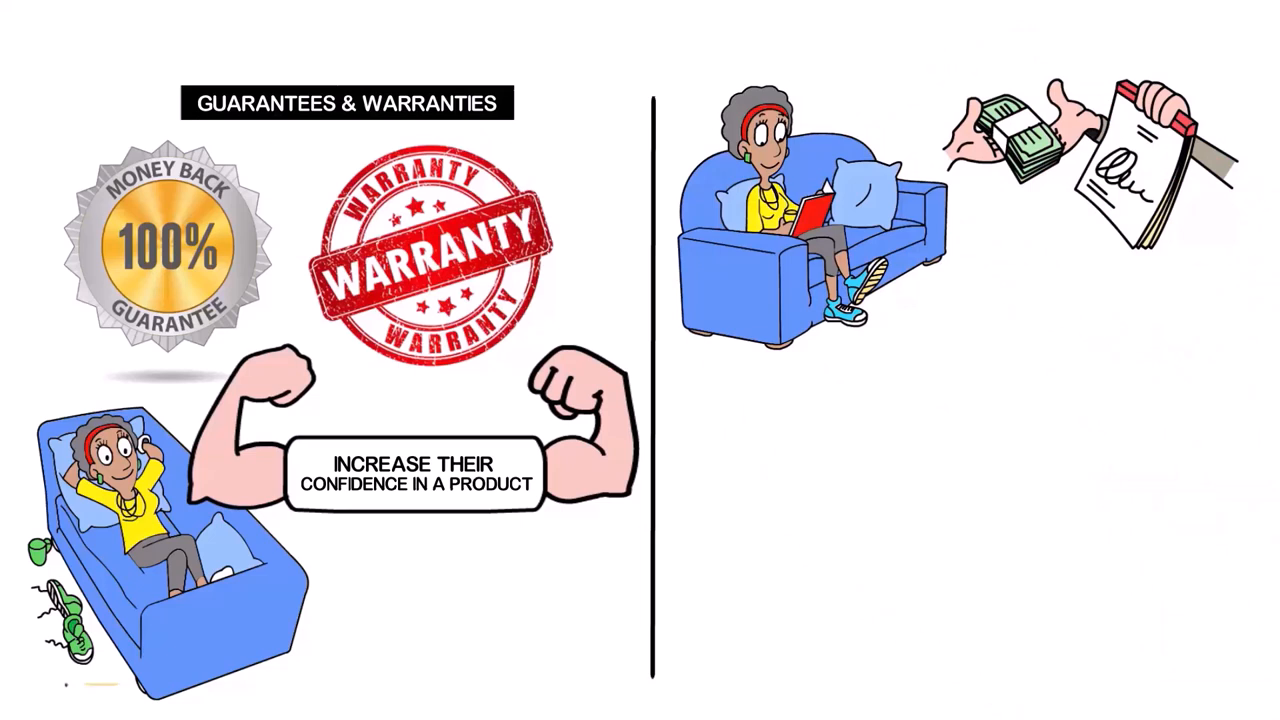 GUARANTEES & WARRANTIES
MONEY BACK
100%
GUARANTEE
WARRANTY
WARRANTY
WARRANTY
INCREASE THEIR
CONFIDENCE IN A PRODUCT